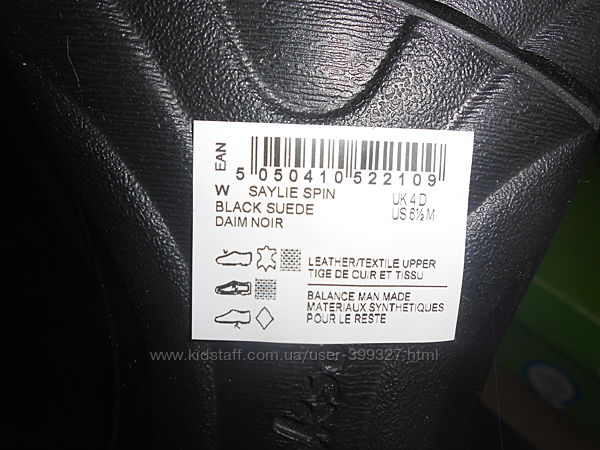 EAN
5 050410 522109
W SAYLIE SPIN UK 4 D
BLACK SUEDE US 6½ M
DAIM NOIR
LEATHER/TEXTILE UPPER
TIGE DE CUIR ET TISSU
BALANCE MAN MADE
MATERIAUX SYNTHETIQUES
POUR LE RESTE
www.kidstaff.com.ua/user-399327.html